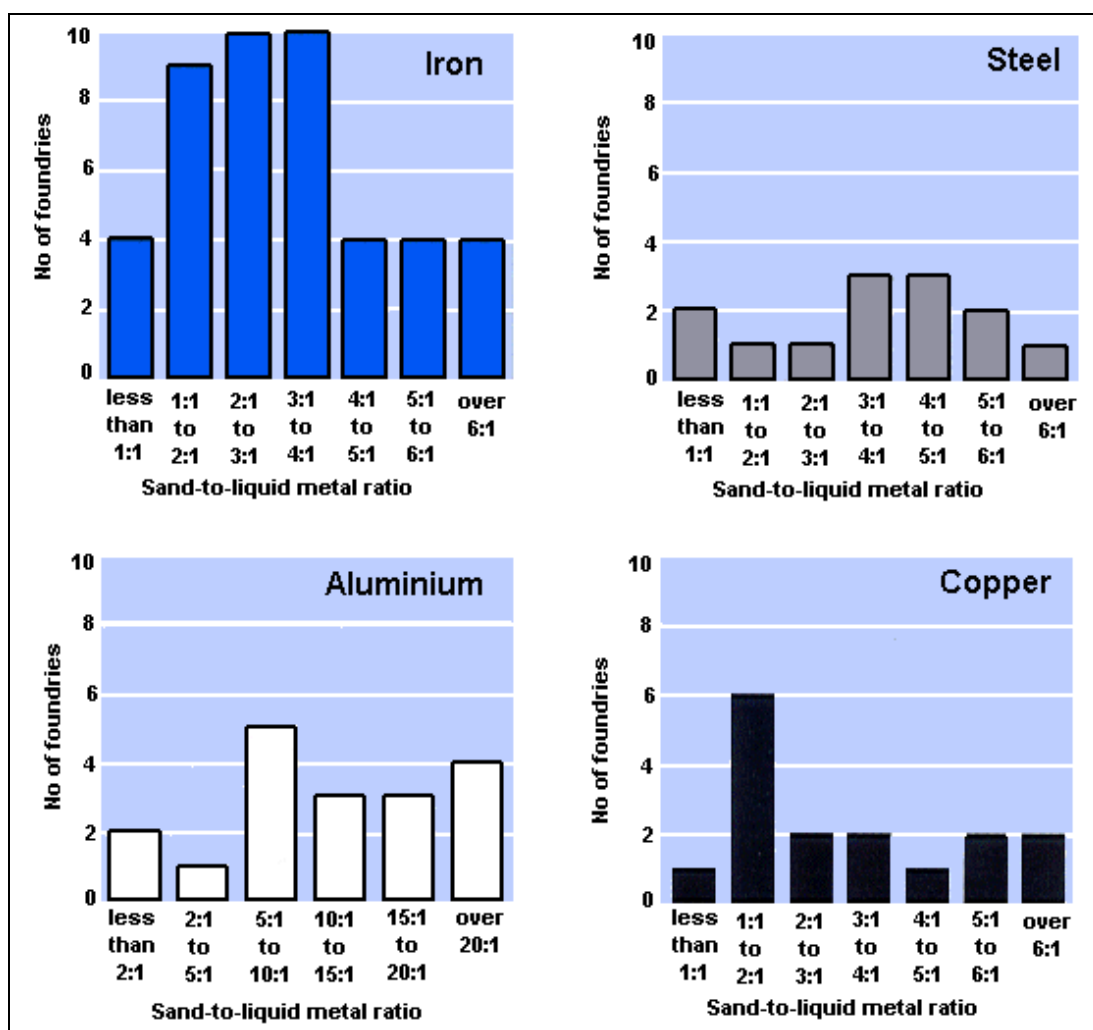 Iron
No of foundries
10
8
6
4
2
0
less than 1:1
1:1 to 2:1
2:1 to 3:1
3:1 to 4:1
4:1 to 5:1
5:1 to 6:1
over 6:1
Sand-to-liquid metal ratio
Steel
No of foundries
10
8
6
4
2
0
less than 1:1
1:1 to 2:1
2:1 to 3:1
3:1 to 4:1
4:1 to 5:1
5:1 to 6:1
over 6:1
Sand-to-liquid metal ratio
Aluminium
No of foundries
10
8
6
4
2
0
less than 2:1
2:1 to 5:1
5:1 to 10:1
10:1 to 15:1
15:1 to 20:1
over 20:1
Sand-to-liquid metal ratio
Copper
No of foundries
10
8
6
4
2
0
less than 1:1
1:1 to 2:1
2:1 to 3:1
3:1 to 4:1
4:1 to 5:1
5:1 to 6:1
over 6:1
Sand-to-liquid metal ratio